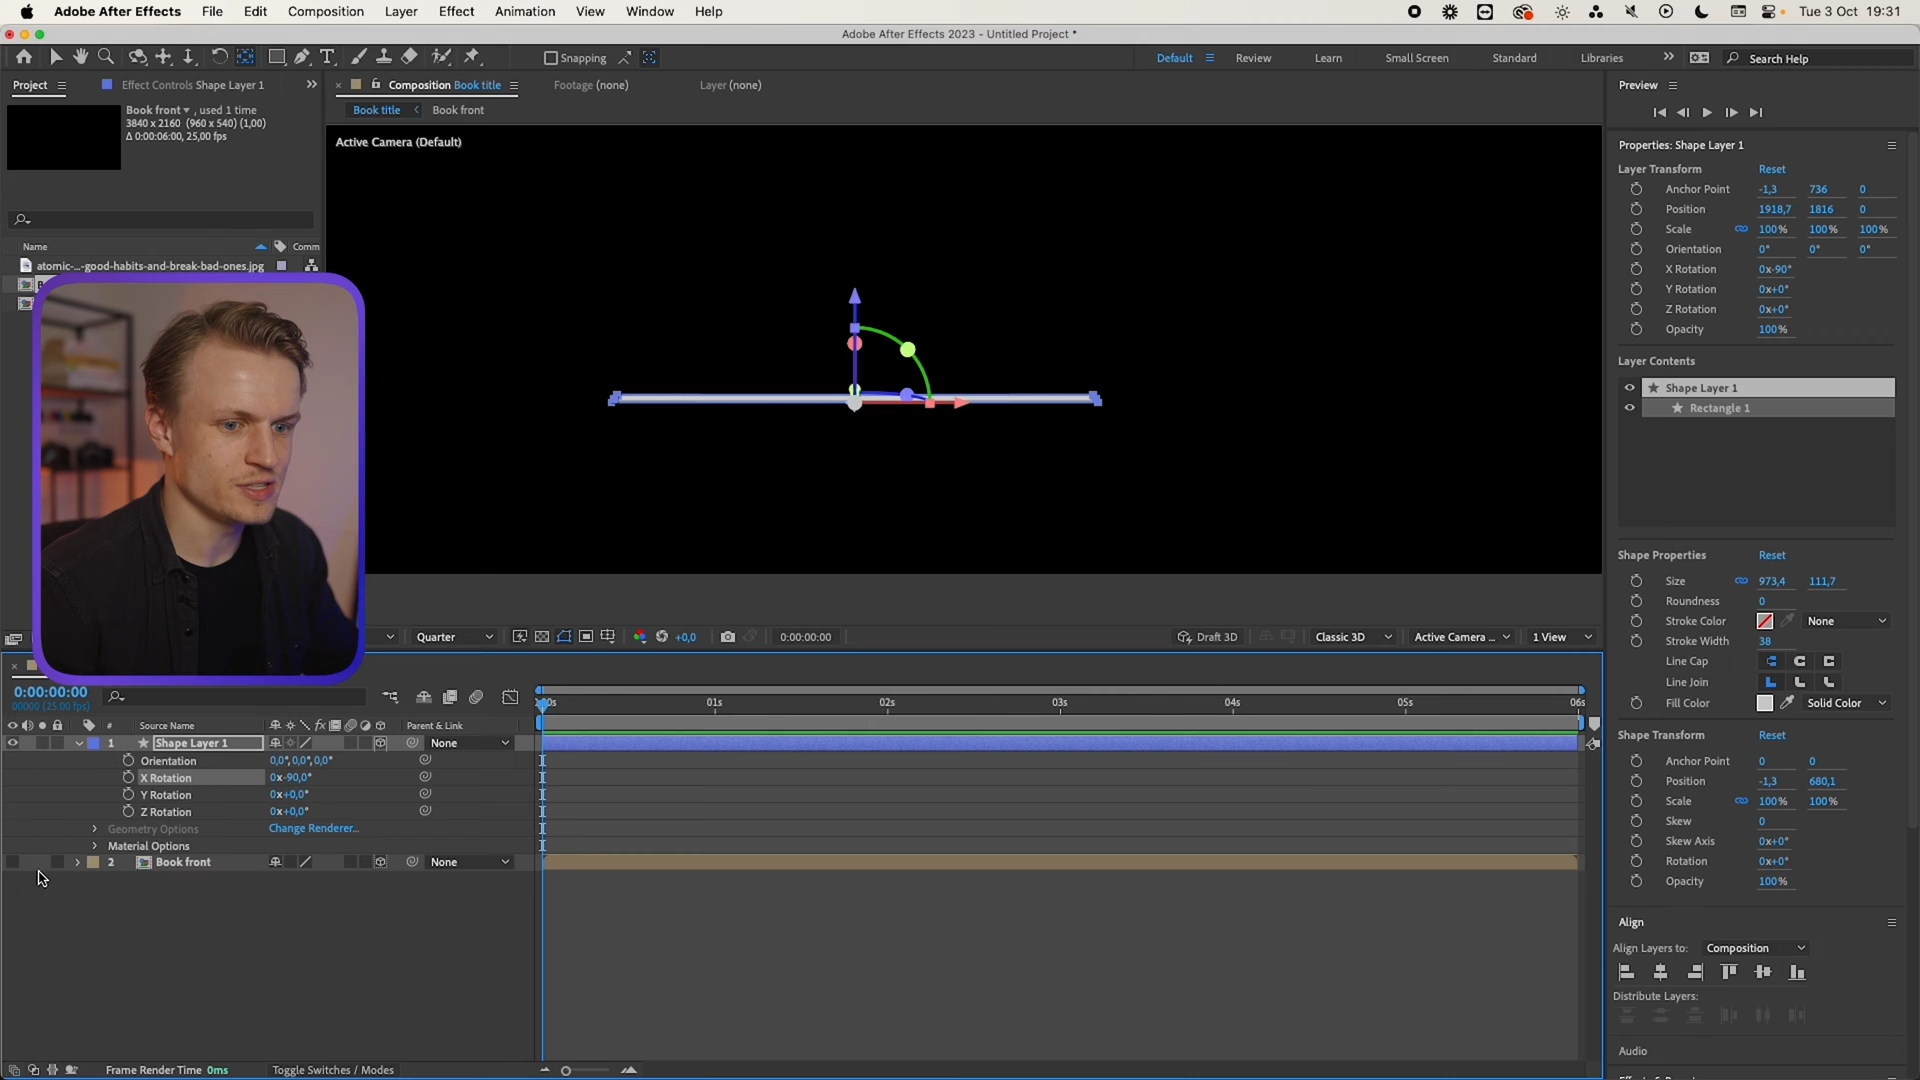 Adobe After Effects File Edit Composition Layer Effect Animation View Window Help Tue 3 Oct 19:31
Adobe After Effects 2023 - Untitled Project *
Snapping Default Review Learn Small Screen Standard Libraries Search Help
Project Effect Controls Shape Layer 1 Composition Book title Footage (none) Layer (none)
Book title Book front
Book front , used 1 time
3840 x 2160 (960 x 540) (1,00)
Δ 0:00:06:00, 25,00 fps
Active Camera (Default)
Name Comm
atomic-...-good-habits-and-break-bad-ones.jpg
Quarter +0,0 0:00:00:00 Draft 3D Classic 3D Active Camera ... 1 View
Preview
Properties: Shape Layer 1
Layer Transform Reset
Anchor Point -1,3 736 0
Position 1918,7 1816 0
Scale 100% 100% 100%
Orientation 0° 0° 0°
X Rotation 0x-90°
Y Rotation 0x+0°
Z Rotation 0x+0°
Opacity 100%
Layer Contents
Shape Layer 1
Rectangle 1
Shape Properties Reset
Size 973,4 111,7
Roundness 0
Stroke Color None
Stroke Width 38
Line Cap
Line Join
Fill Color Solid Color
Shape Transform Reset
Anchor Point 0 0
Position -1,3 680,1
Scale 100% 100%
Skew 0
Skew Axis 0x+0°
Rotation 0x+0°
Opacity 100%
Align
Align Layers to: Composition
Distribute Layers:
Audio
0:00:00:00
00000 (25.00 fps)
01s 02s 03s 04s 05s 06s
# Source Name fx Parent & Link
1 Shape Layer 1 None
Orientation 0,0°,0,0°,0,0°
X Rotation 0x-90,0°
Y Rotation 0x+0,0°
Z Rotation 0x+0,0°
Geometry Options Change Renderer...
Material Options
2 Book front None
Frame Render Time 0ms Toggle Switches / Modes